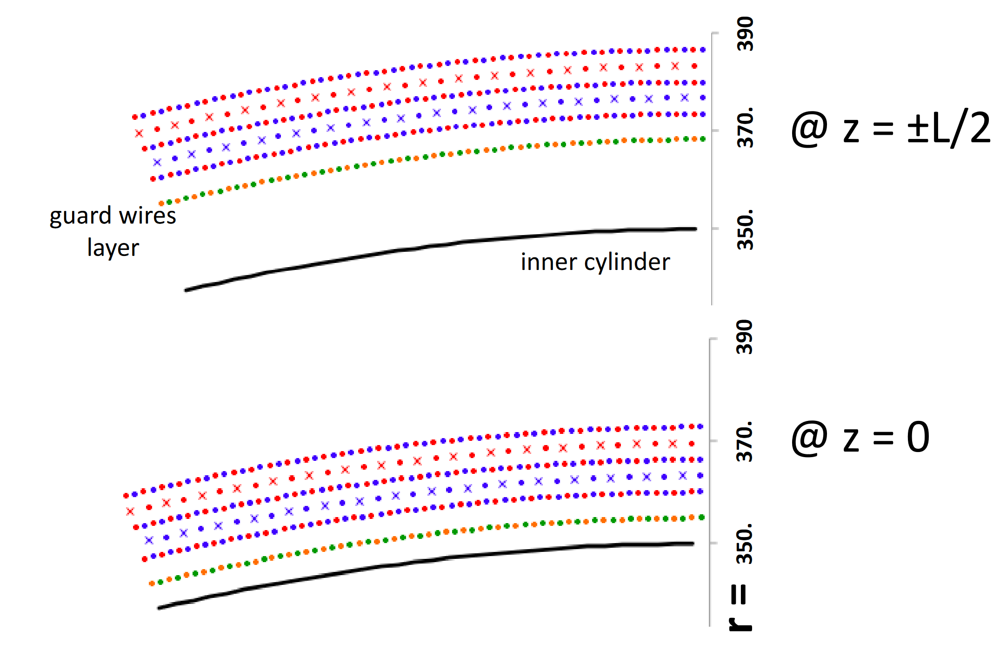 390
370.
@ z = ±L/2
350.
guard wires
layer
inner cylinder
390
370.
@ z = 0
350.
r =